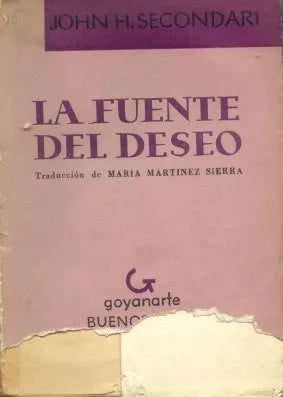 JOHN H. SECONDARI
LA FUENTE
DEL DESEO
Traducción de MARIA MARTINEZ SIERRA
G
goyanarte